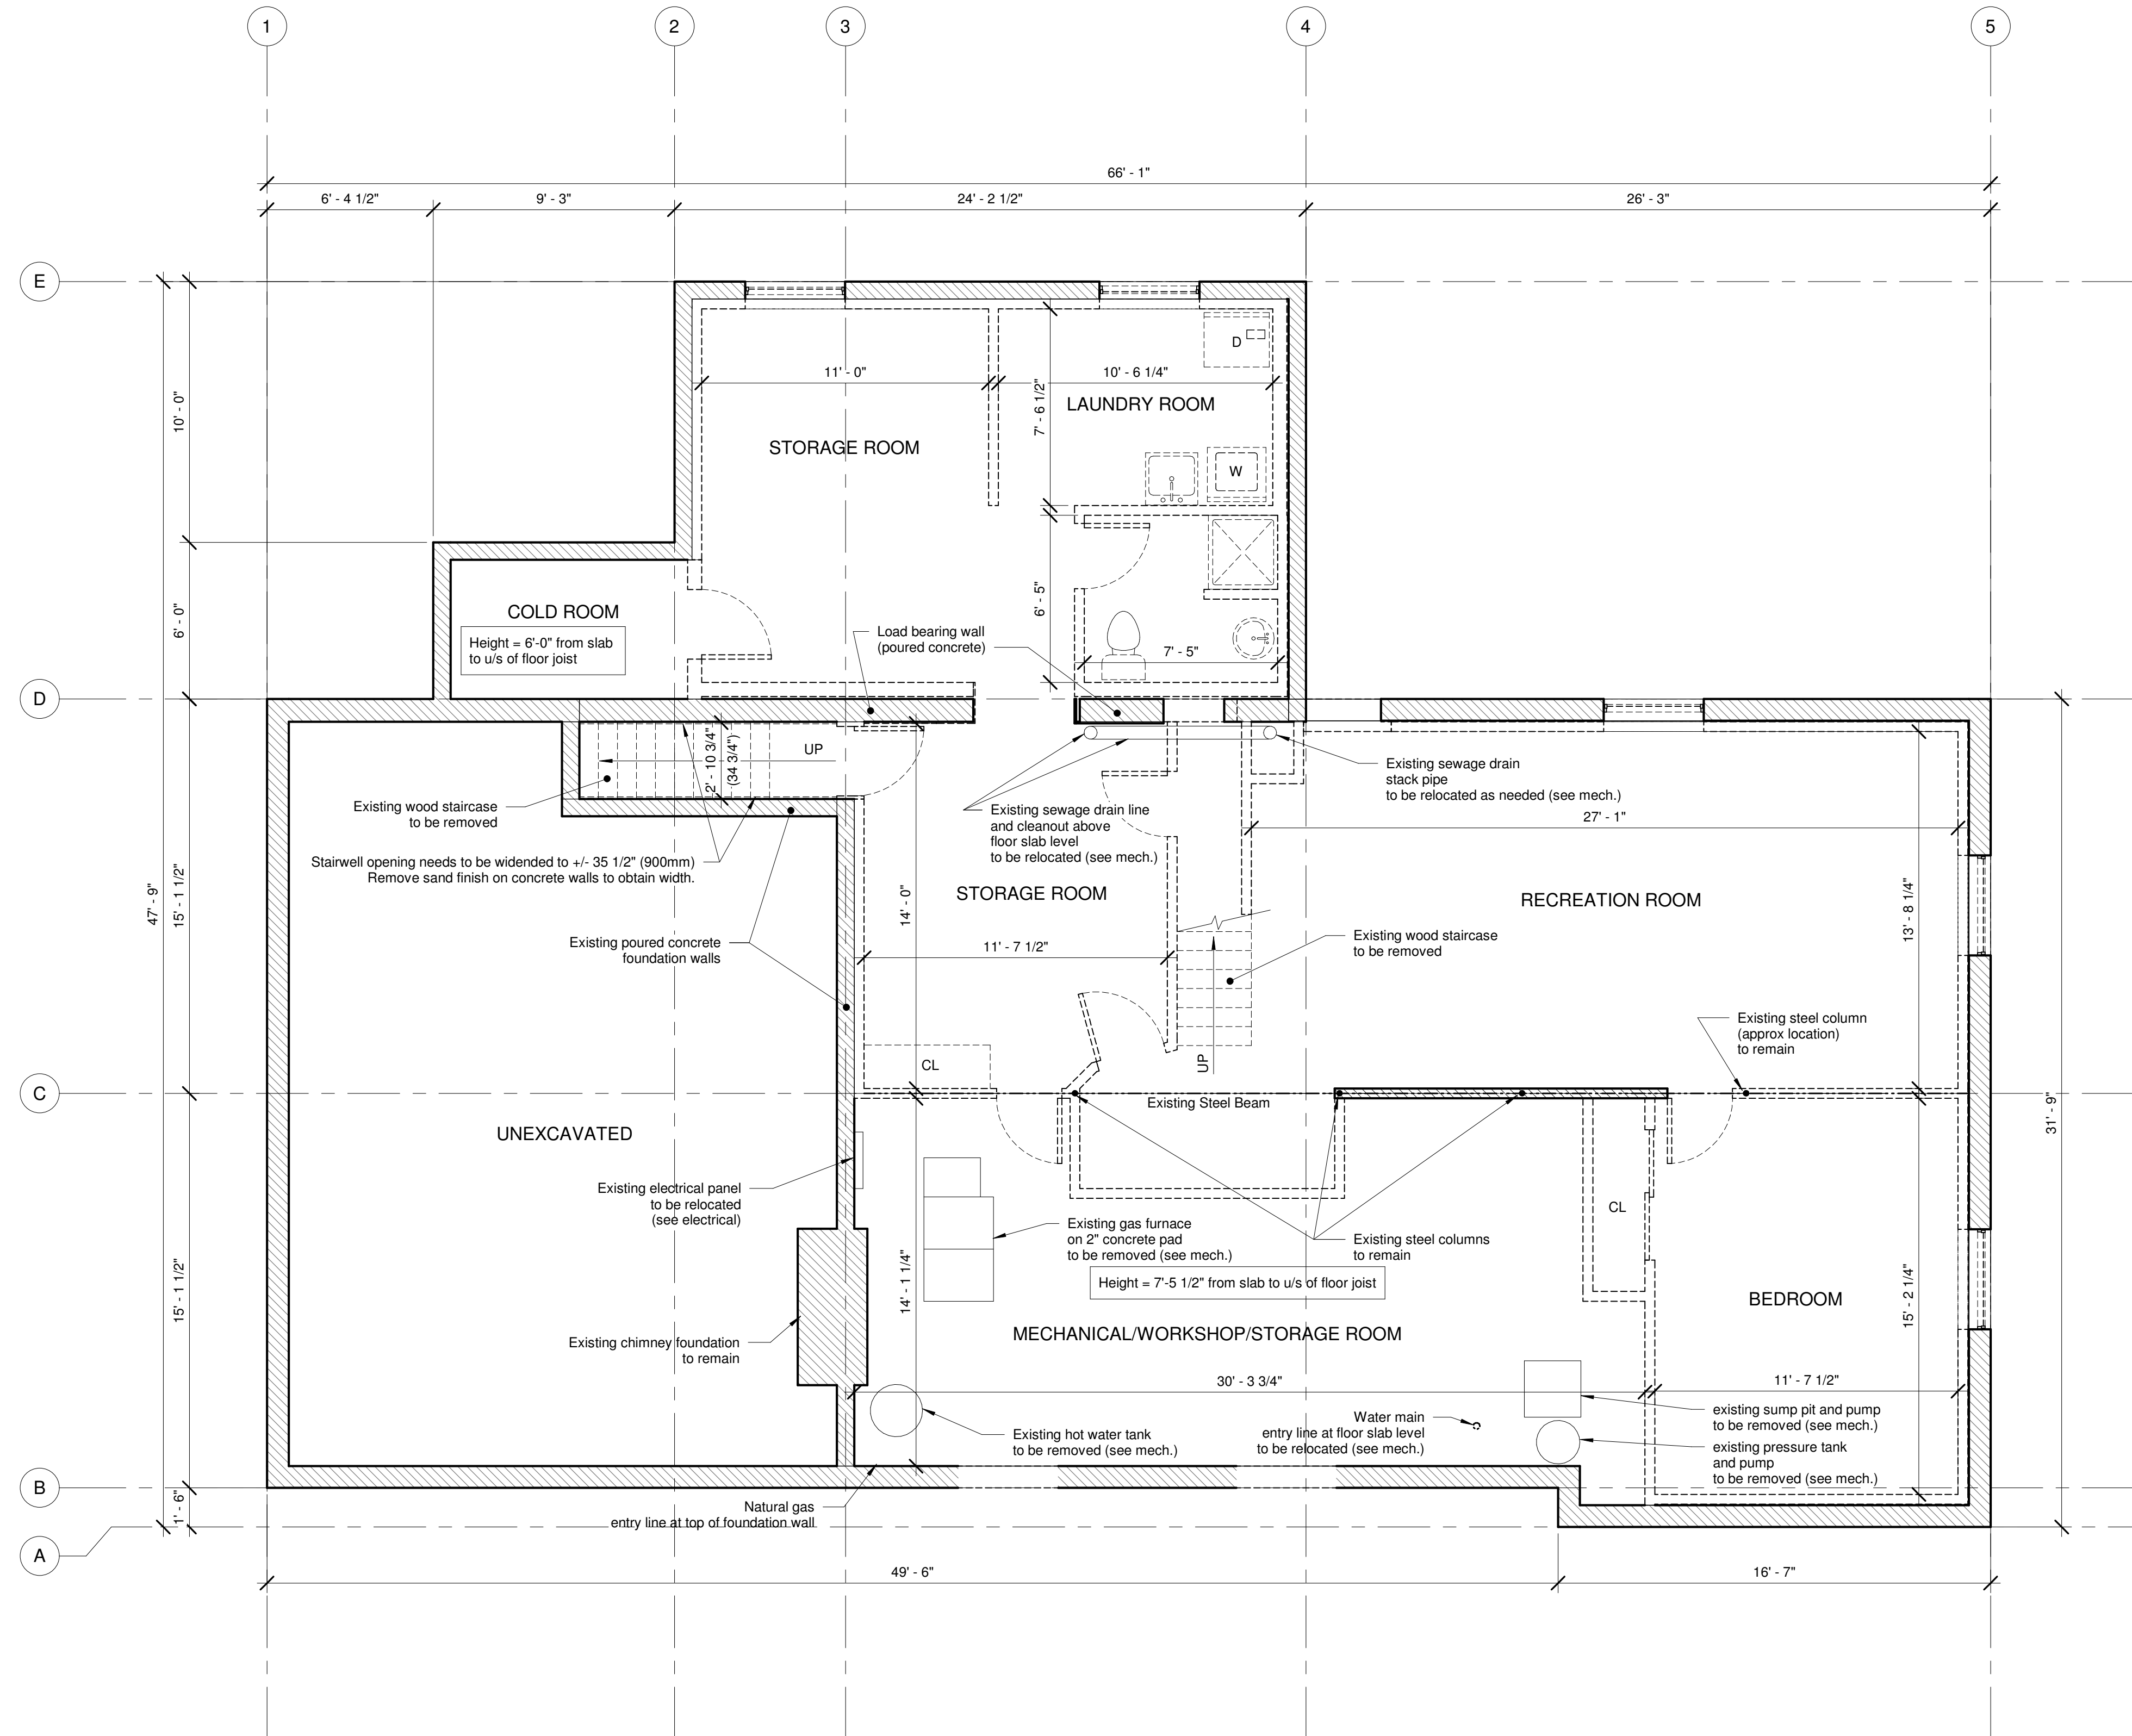 1
2
3
4
5
66' - 1"
6' - 4 1/2"
9' - 3"
24' - 2 1/2"
26' - 3"
E
D
10' - 0"
11' - 0"
10' - 6 1/4"
7' - 6 1/2"
LAUNDRY ROOM
STORAGE ROOM
W
6' - 0"
COLD ROOM
Height = 6'-0" from slab
to u/s of floor joist
6' - 5"
Load bearing wall
(poured concrete)
7' - 5"
D
UP
2' - 10 3/4"
(34 3/4")
Existing wood staircase
to be removed
Existing sewage drain
stack pipe
to be relocated as needed (see mech.)
Existing sewage drain line
and cleanout above
floor slab level
to be relocated (see mech.)
27' - 1"
Stairwell opening needs to be widended to +/- 35 1/2" (900mm)
Remove sand finish on concrete walls to obtain width.
47' - 9"
15' - 1 1/2"
14' - 0"
STORAGE ROOM
RECREATION ROOM
13' - 8 1/4"
Existing poured concrete
foundation walls
11' - 7 1/2"
Existing wood staircase
to be removed
Existing steel column
(approx location)
to remain
CL
UP
C
Existing Steel Beam
31' - 9"
UNEXCAVATED
Existing electrical panel
to be relocated
(see electrical)
CL
Existing gas furnace
on 2" concrete pad
to be removed (see mech.)
Existing steel columns
to remain
Height = 7'-5 1/2" from slab to u/s of floor joist
15' - 1 1/2"
14' - 1 1/4"
15' - 2 1/4"
BEDROOM
MECHANICAL/WORKSHOP/STORAGE ROOM
Existing chimney foundation
to remain
30' - 3 3/4"
11' - 7 1/2"
Existing hot water tank
to be removed (see mech.)
Water main
entry line at floor slab level
to be relocated (see mech.)
existing sump pit and pump
to be removed (see mech.)
existing pressure tank
and pump
to be removed (see mech.)
B
1' - 6"
Natural gas
entry line at top of foundation wall
A
49' - 6"
16' - 7"